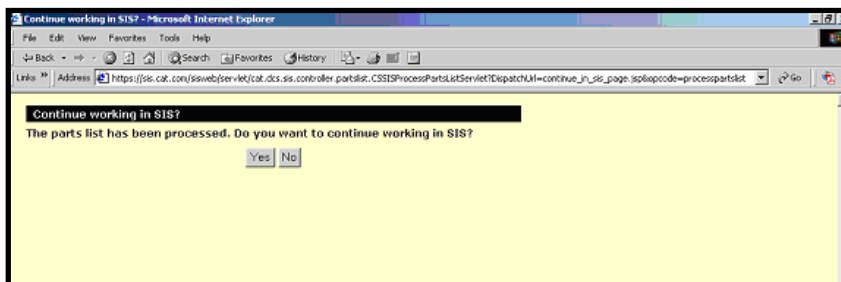 Continue working in SIS? - Microsoft Internet Explorer
File Edit View Favorites Tools Help
Back Search Favorites History
Links » Address https://sis.cat.com/sisweb/servlet/cat.dcs.sis.controller.partslist.CSSISProcessPartsListServlet?DispatchUrl=continue_in_sis_page.jsp&opcode=processpartslist Go
Continue working in SIS?
The parts list has been processed. Do you want to continue working in SIS?
Yes No